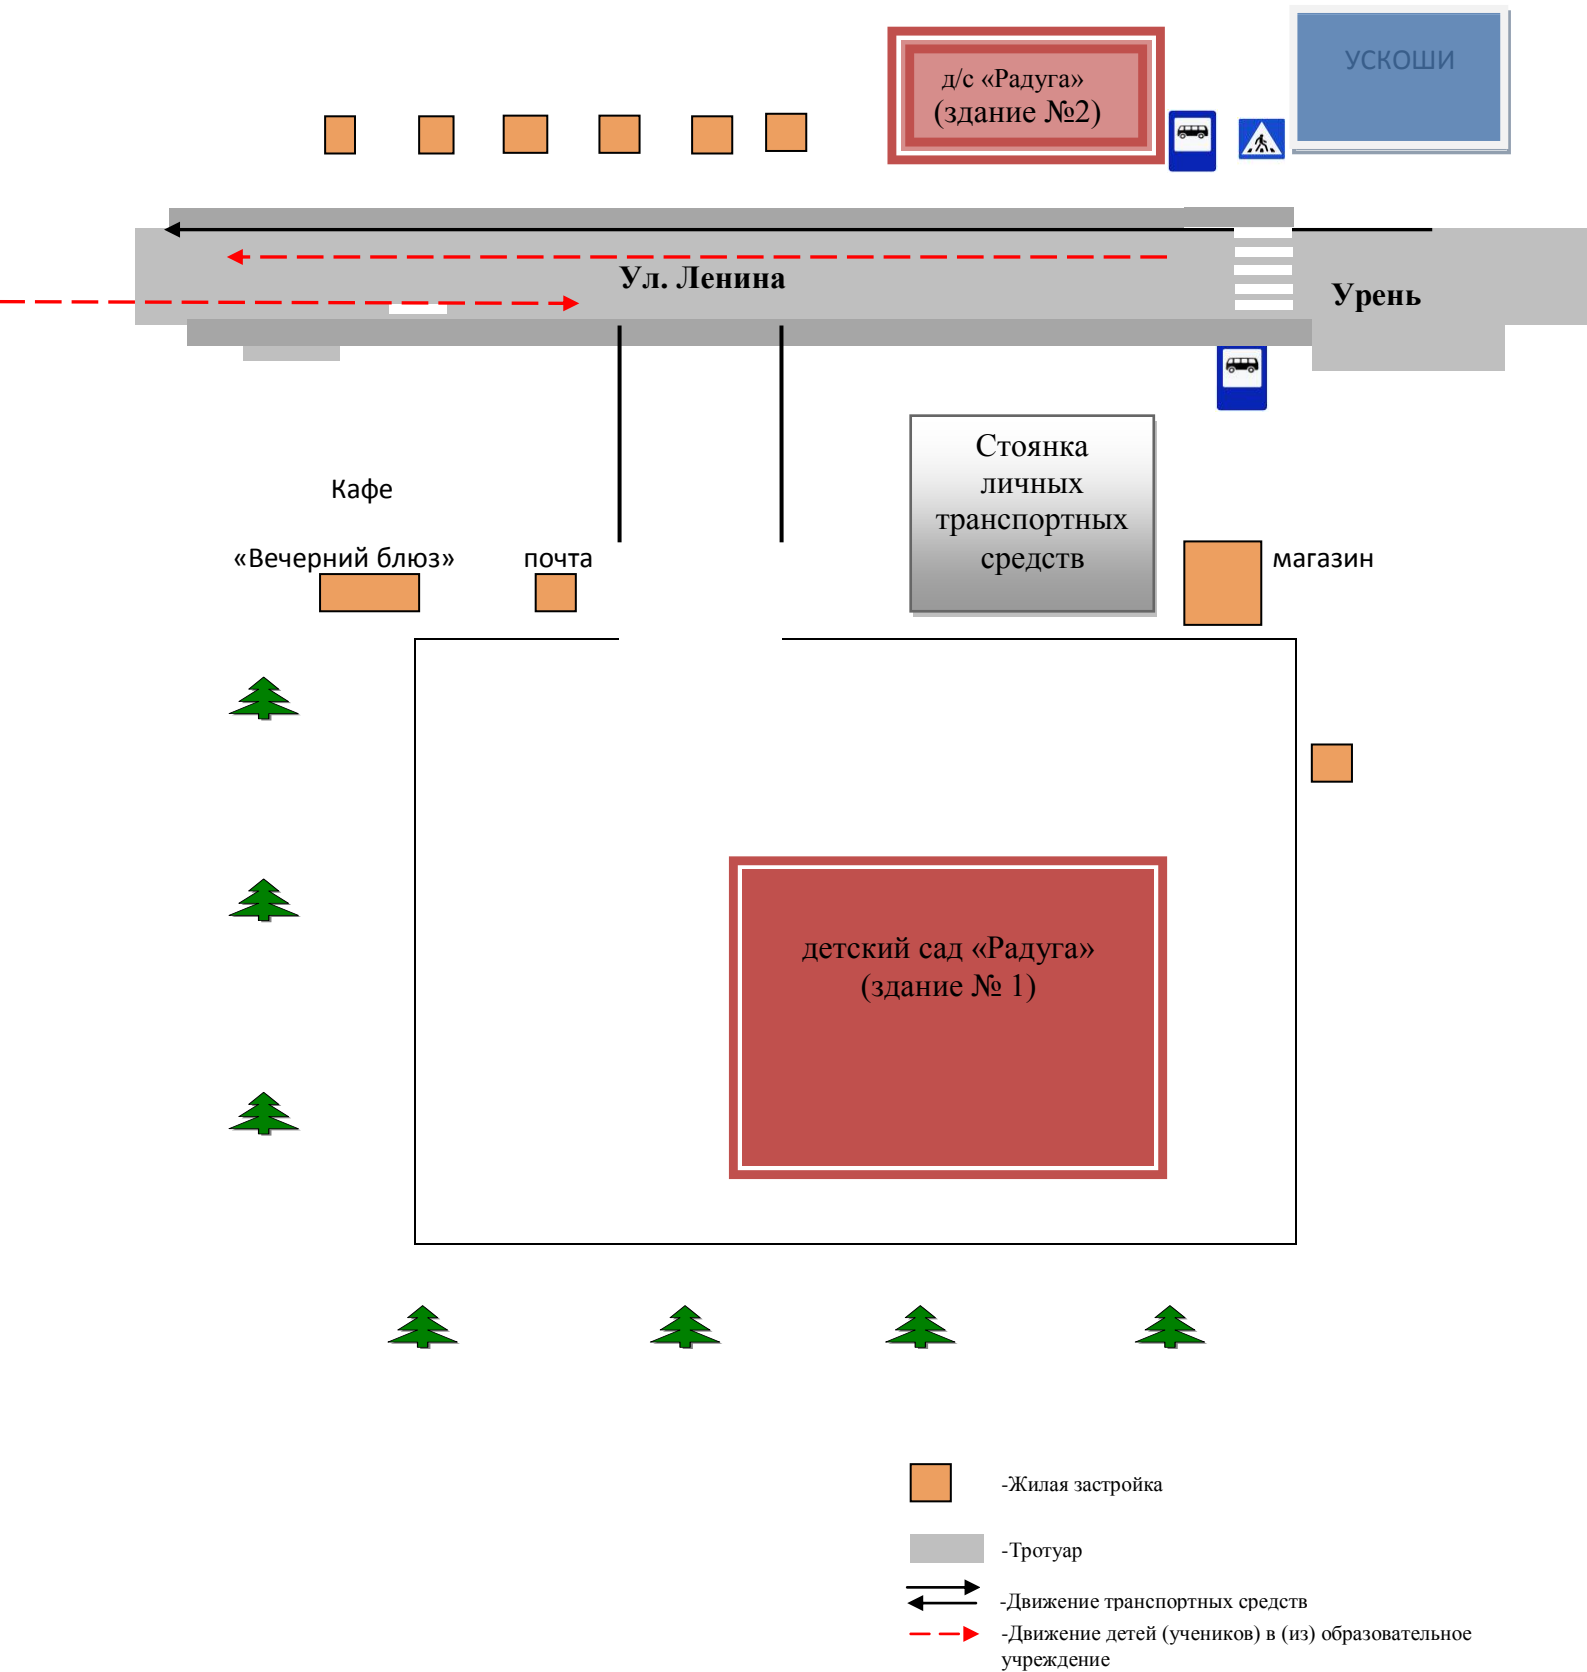 УСКОШИ
д/с «Радуга»
(здание №2)
Ул. Ленина
Урень
Стоянка
личных
транспортных
средств
Кафе
«Вечерний блюз»
почта
магазин
детский сад «Радуга»
(здание № 1)
-Жилая застройка
-Тротуар
-Движение транспортных средств
-Движение детей (учеников) в (из) образовательное
учреждение